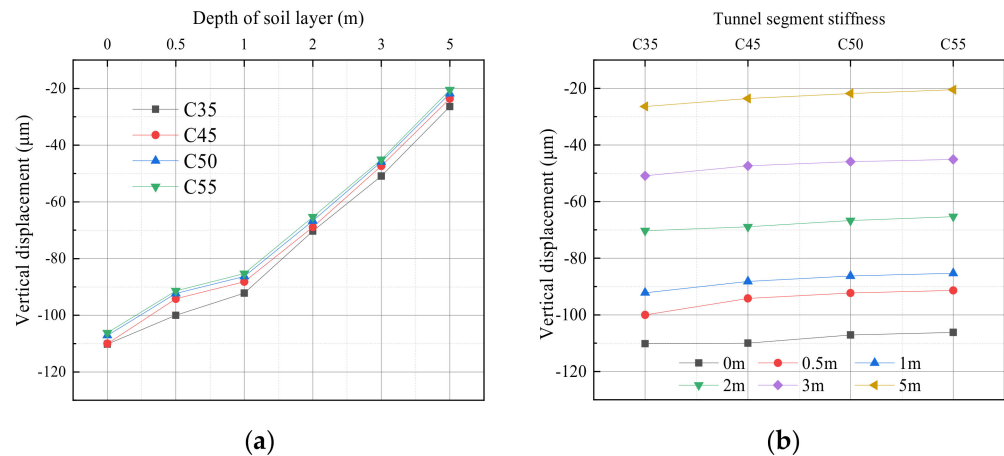 Depth of soil layer (m)
0 0.5 1 2 3 5
Vertical displacement (μm)
-20
-40
-60
-80
-100
-120
C35
C45
C50
C55
(a)
Tunnel segment stiffness
C35 C45 C50 C55
Vertical displacement (μm)
-20
-40
-60
-80
-100
-120
0m 0.5m 1m
2m 3m 5m
(b)